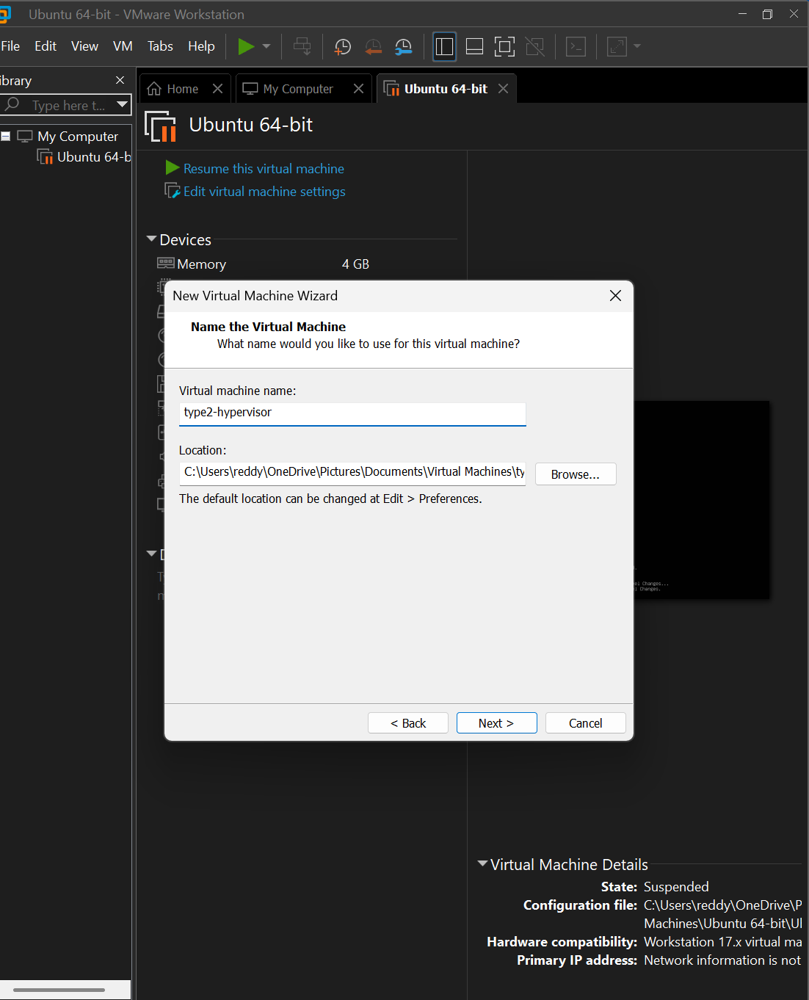 Ubuntu 64-bit - VMware Workstation
File Edit View VM Tabs Help
ibrary
Home
My Computer
Ubuntu 64-bit
Type here t...
Ubuntu 64-bit
My Computer
Ubuntu 64-b
Resume this virtual machine
Edit virtual machine settings
Devices
Memory 4 GB
New Virtual Machine Wizard
Name the Virtual Machine
What name would you like to use for this virtual machine?
Virtual machine name:
type2-hypervisor
Location:
C:\Users\reddy\OneDrive\Pictures\Documents\Virtual Machines\ty
Browse...
The default location can be changed at Edit > Preferences.
el Changes...
l Changes.
< Back Next > Cancel
Virtual Machine Details
State: Suspended
Configuration file: C:\Users\reddy\OneDrive\P
Machines\Ubuntu 64-bit\Ul
Hardware compatibility: Workstation 17.x virtual ma
Primary IP address: Network information is not